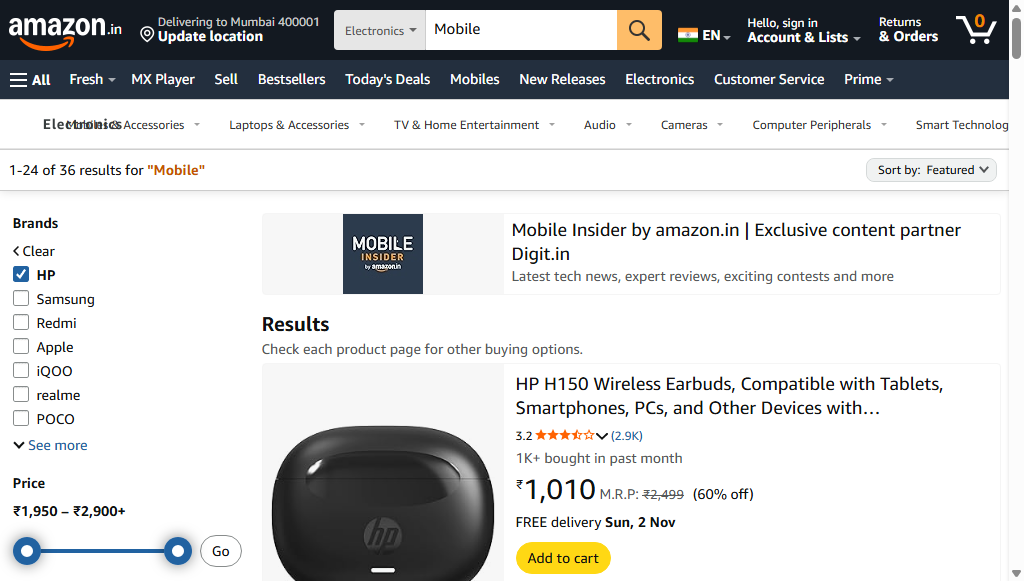 amazon.in
Delivering to Mumbai 400001
Update location
Electronics
Mobile
EN
Hello, sign in
Account & Lists
Returns
& Orders
0
All
Fresh
MX Player
Sell
Bestsellers
Today's Deals
Mobiles
New Releases
Electronics
Customer Service
Prime
Electronics
Mobiles & Accessories
Laptops & Accessories
TV & Home Entertainment
Audio
Cameras
Computer Peripherals
Smart Technolog
1-24 of 36 results for "Mobile"
Sort by: Featured
Brands
Clear
HP
Samsung
Redmi
Apple
iQOO
realme
POCO
See more
Price
₹1,950 – ₹2,900+
Go
MOBILE
INSIDER
by amazon.in
Mobile Insider by amazon.in | Exclusive content partner
Digit.in
Latest tech news, expert reviews, exciting contests and more
Results
Check each product page for other buying options.
hp
HP H150 Wireless Earbuds, Compatible with Tablets,
Smartphones, PCs, and Other Devices with…
3.2 (2.9K)
1K+ bought in past month
₹1,010 M.R.P: ₹2,499 (60% off)
FREE delivery Sun, 2 Nov
Add to cart